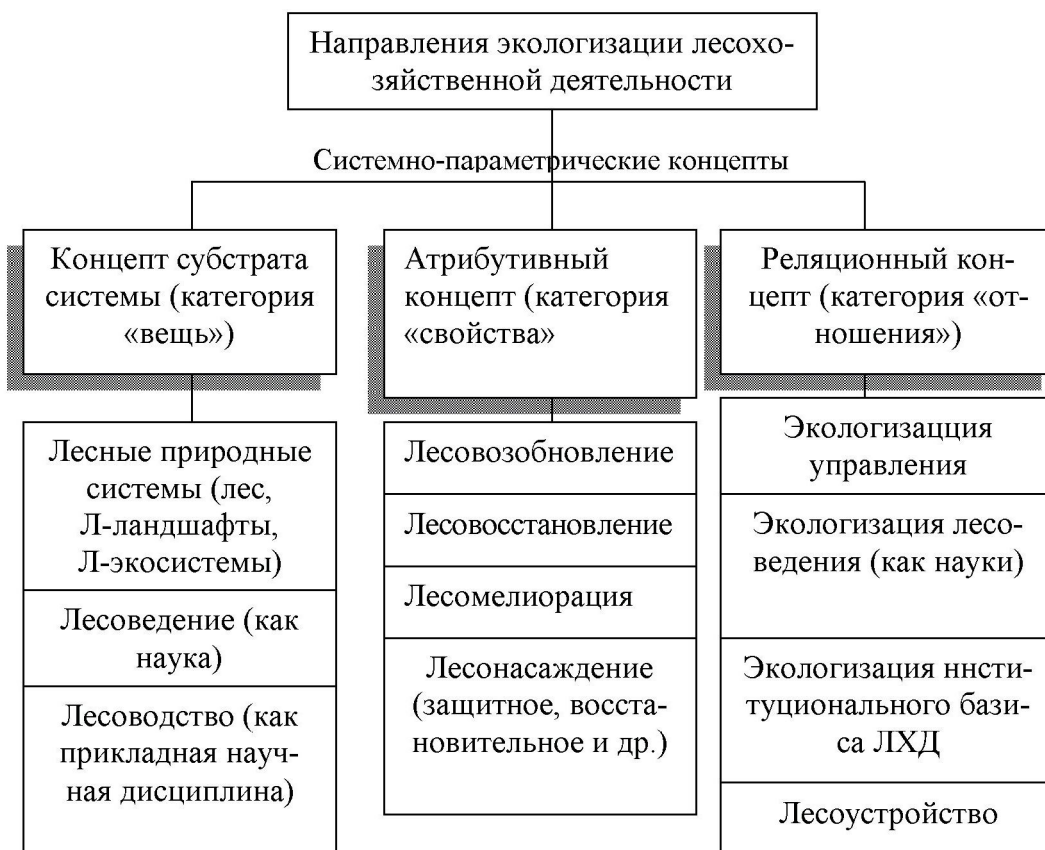 Направления экологизации лесохо-
зяйственной деятельности
Системно-параметрические концепты
Концепт субстрата
системы (категория
«вещь»)
Атрибутивный
концепт (категория
«свойства»
Реляционный кон-
цепт (категория «от-
ношения»)
Лесные природные
системы (лес,
Л-ландшафты,
Л-экосистемы)
Лесоведение (как
наука)
Лесоводство (как
прикладная науч-
ная дисциплина)
Лесовозобновление
Лесовосстановление
Лесомелиорация
Лесонасаждение
(защитное, восста-
новительное и др.)
Экологизацция
управления
Экологизация лесо-
ведения (как науки)
Экологизация ннсти-
туционального бази-
са ЛХД
Лесоустройство